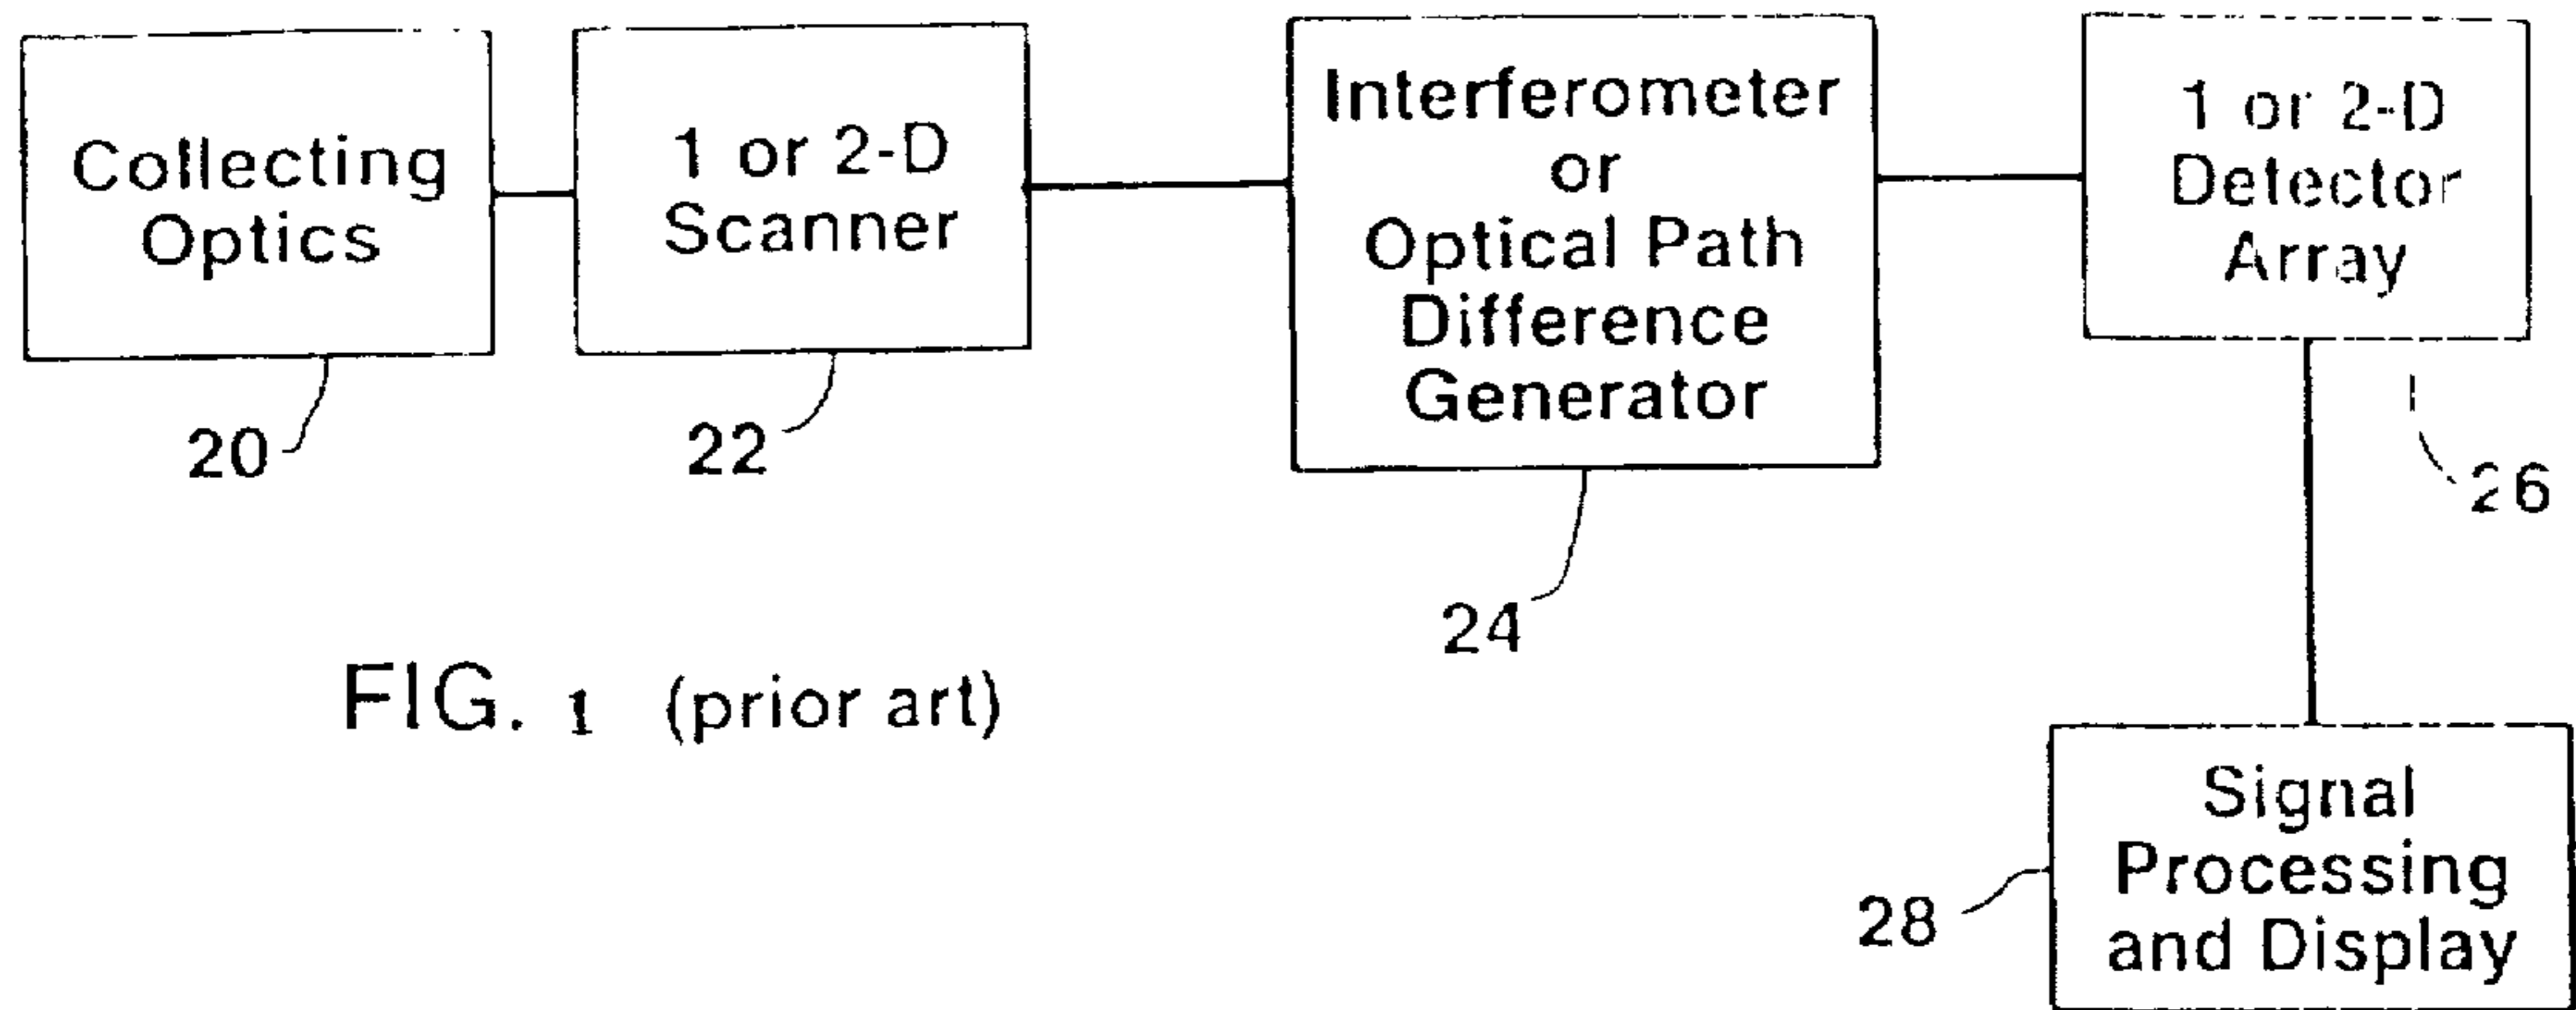 Collecting
Optics
1 or 2-D
Scanner
Interferometer
or
Optical Path
Difference
Generator
1 or 2-D
Detector
Array
20
22
24
26
FIG. 1 (prior art)
28
Signal
Processing
and Display